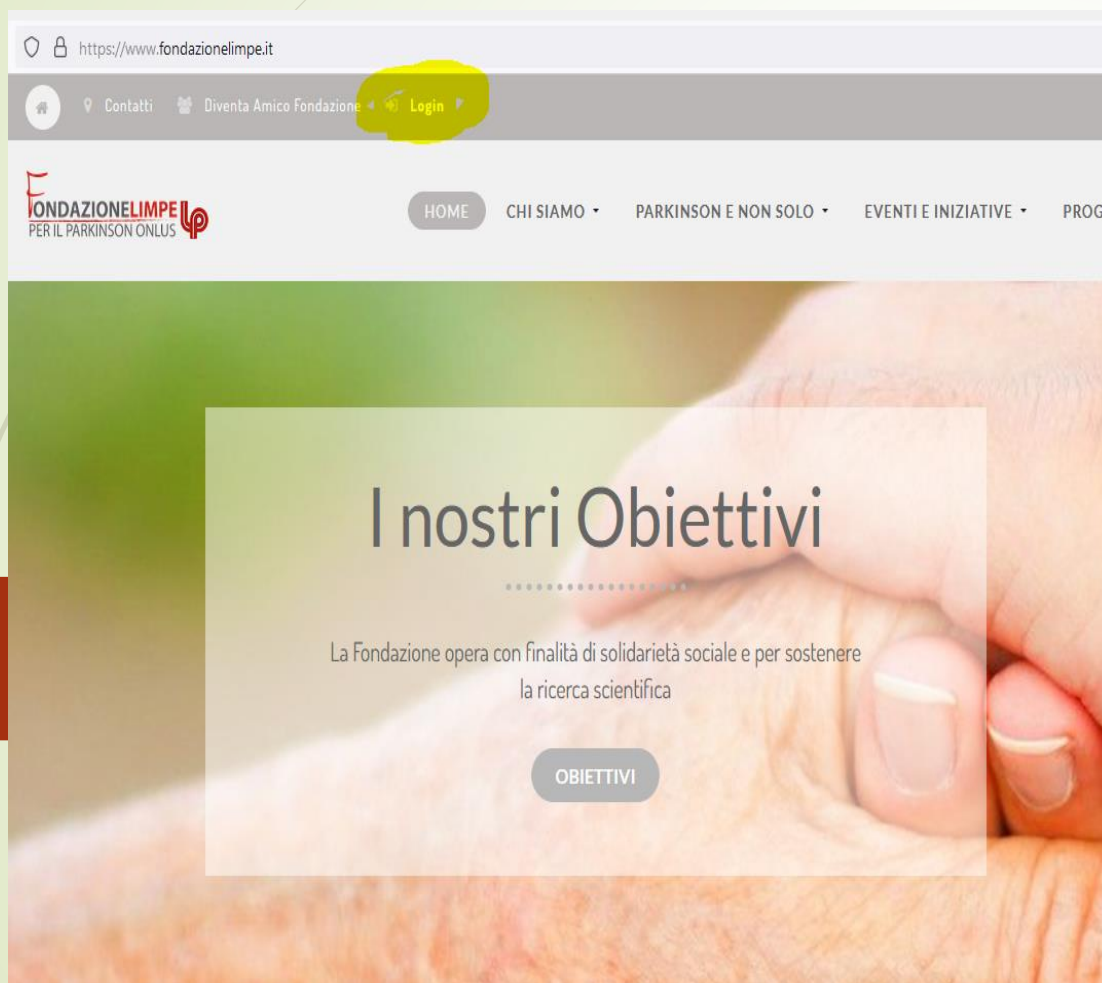 https://www.fondazionelimpe.it
Contatti Diventa Amico Fondazione Login
FONDAZIONELIMPE
PER IL PARKINSON ONLUS
HOME CHI SIAMO PARKINSON E NON SOLO EVENTI E INIZIATIVE PROG
I nostri Obiettivi
La Fondazione opera con finalità di solidarietà sociale e per sostenere
la ricerca scientifica
OBIETTIVI